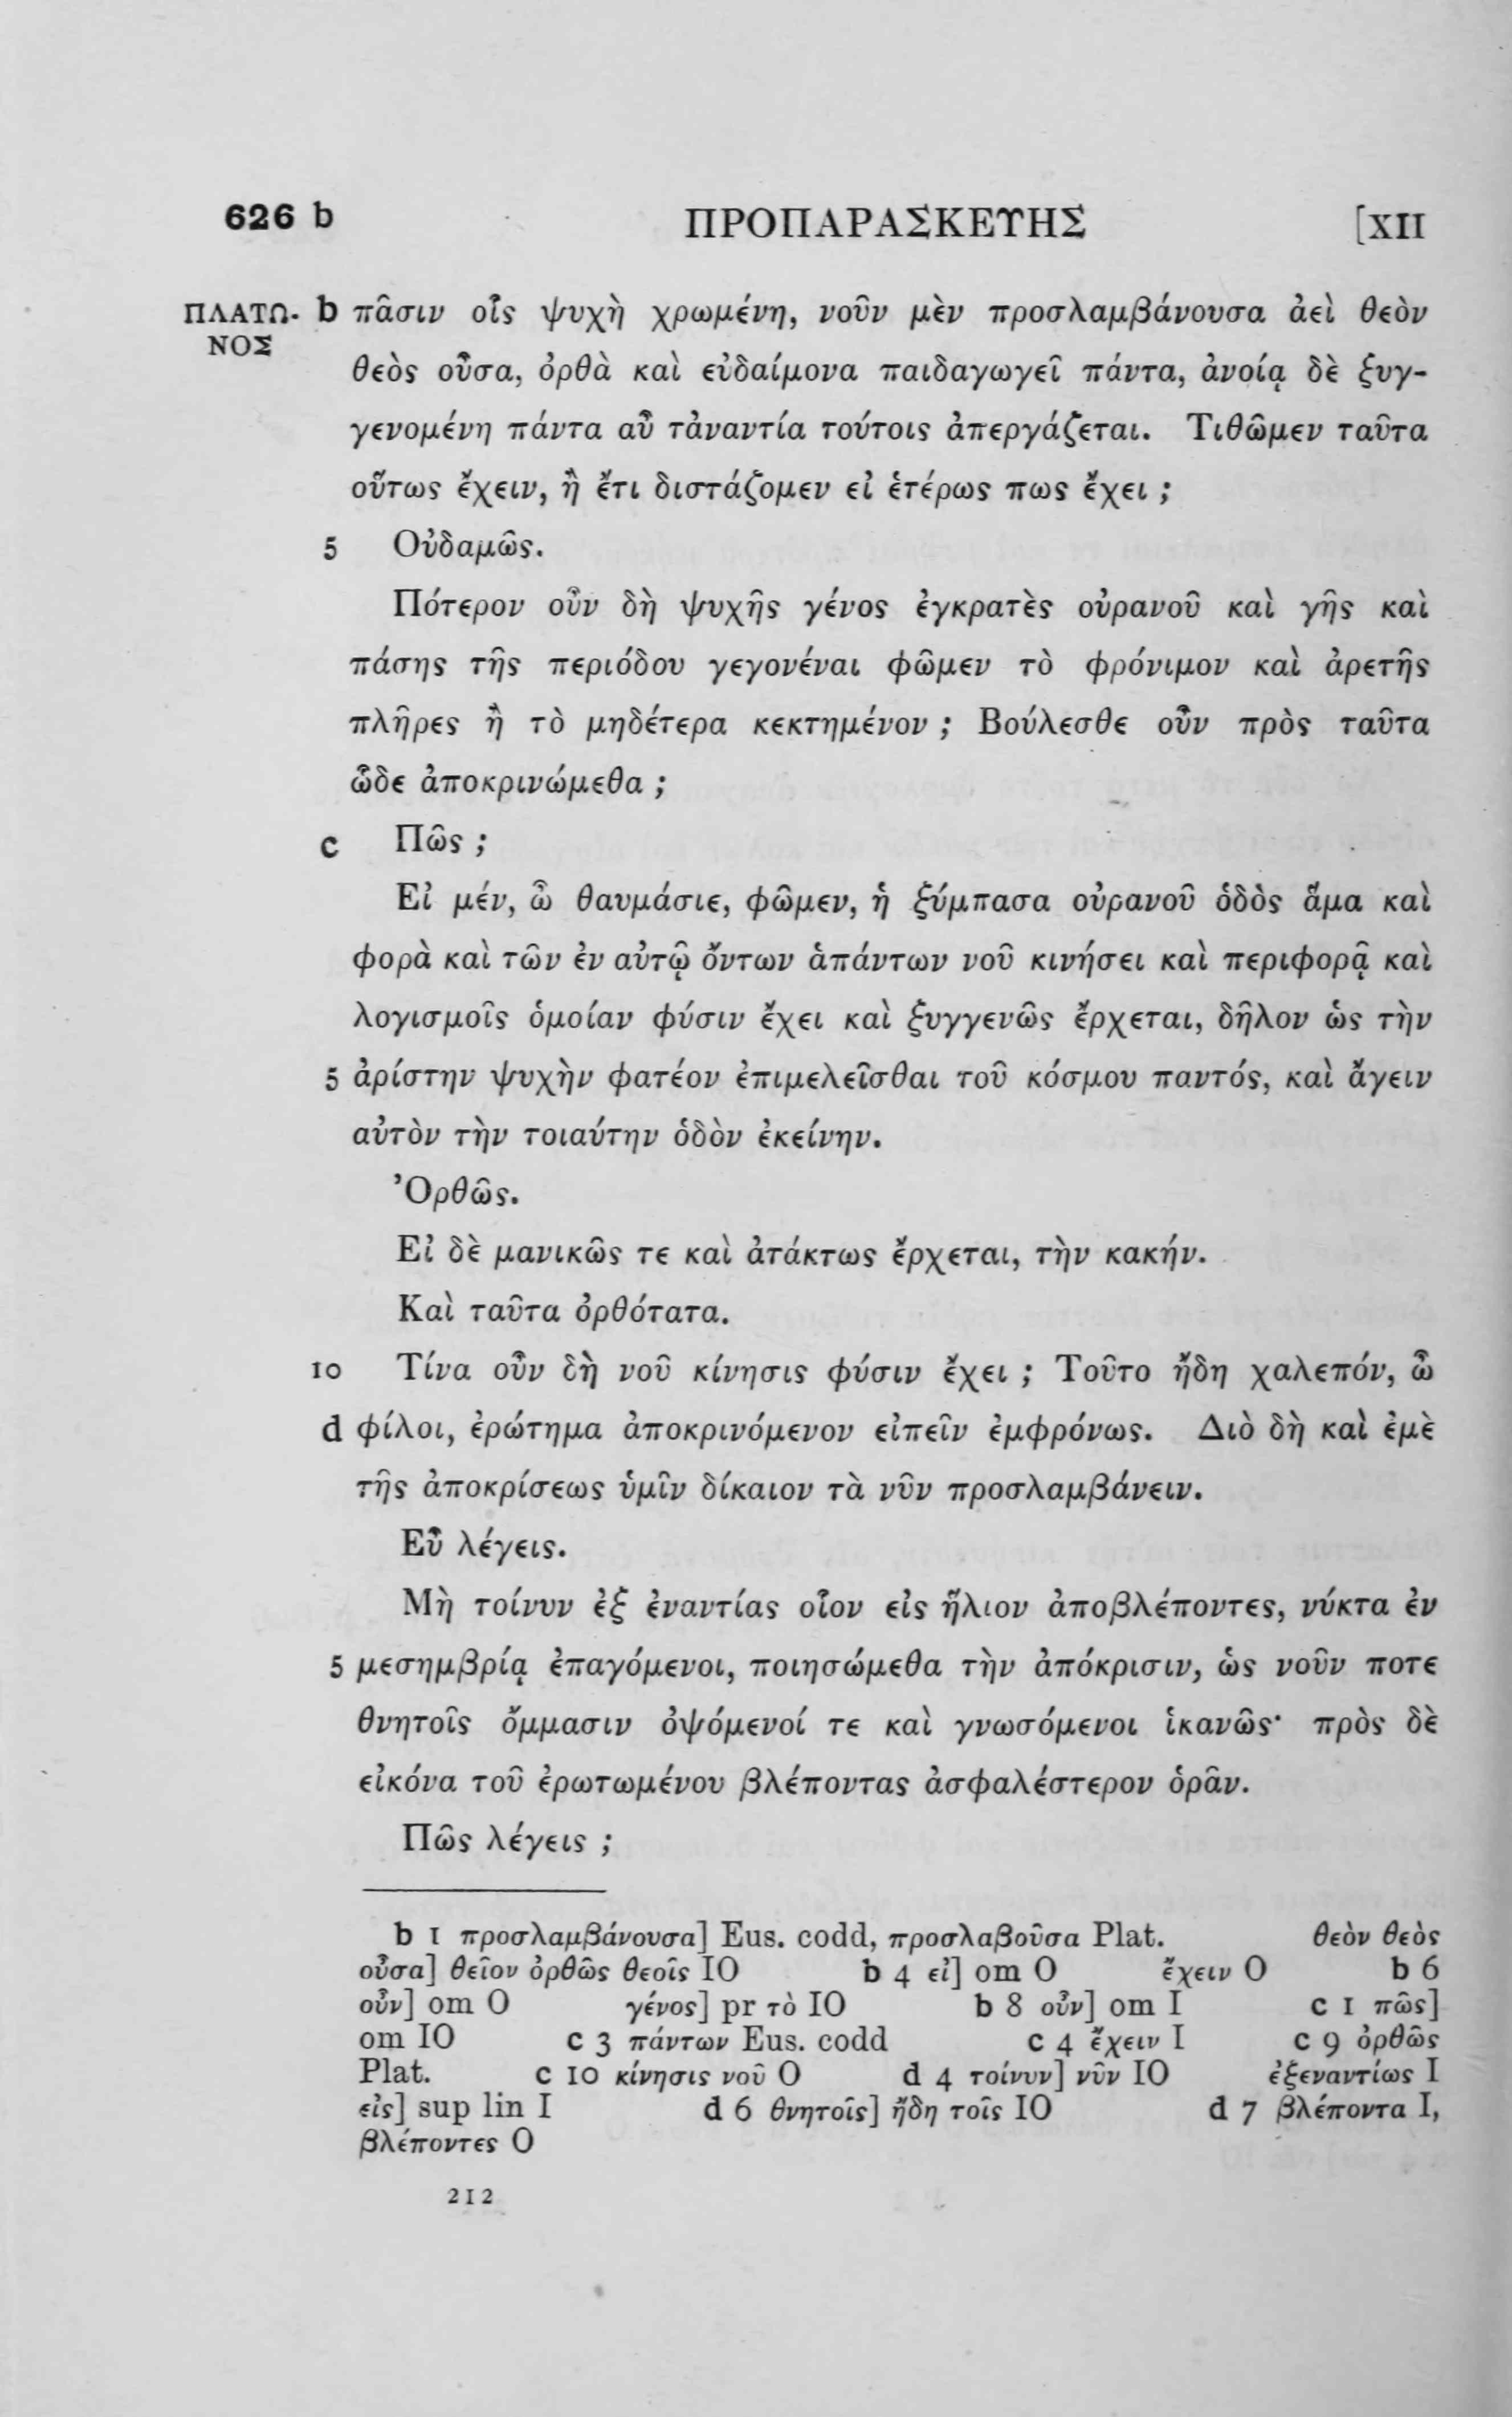 626 b ΠΡΟΠΑΡΑΣΚΕΥΗΣ [XII
ΠΛΑΤΩ- b πᾶσιν οἷς ψυχὴ χρωμένη, νοῦν μὲν προσλαμβάνουσα ἀεὶ θεὸν
ΝΟΣ
θεὸς οὖσα, ὀρθὰ καὶ εὐδαίμονα παιδαγωγεῖ πάντα, ἀνοίᾳ δὲ ξυγ-
γενομένη πάντα αὖ τἀναντία τούτοις ἀπεργάζεται. Τιθῶμεν ταῦτα
οὕτως ἔχειν, ἢ ἔτι διστάζομεν εἰ ἑτέρως πως ἔχει ;
5 Οὐδαμῶς.
Πότερον οὖν δὴ ψυχῆς γένος ἐγκρατὲς οὐρανοῦ καὶ γῆς καὶ
πάσης τῆς περιόδου γεγονέναι φῶμεν τὸ φρόνιμον καὶ ἀρετῆς
πλῆρες ἢ τὸ μηδέτερα κεκτημένον ; Βούλεσθε οὖν πρὸς ταῦτα
ὧδε ἀποκρινώμεθα ;
c Πῶς ;
Εἰ μέν, ὦ θαυμάσιε, φῶμεν, ἡ ξύμπασα οὐρανοῦ ὁδὸς ἅμα καὶ
φορὰ καὶ τῶν ἐν αὐτῷ ὄντων ἁπάντων νοῦ κινήσει καὶ περιφορᾷ καὶ
λογισμοῖς ὁμοίαν φύσιν ἔχει καὶ ξυγγενῶς ἔρχεται, δῆλον ὡς τὴν
5 ἀρίστην ψυχὴν φατέον ἐπιμελεῖσθαι τοῦ κόσμου παντός, καὶ ἄγειν
αὐτὸν τὴν τοιαύτην ὁδὸν ἐκείνην.
Ὀρθῶς.
Εἰ δὲ μανικῶς τε καὶ ἀτάκτως ἔρχεται, τὴν κακήν.
Καὶ ταῦτα ὀρθότατα.
10 Τίνα οὖν δὴ νοῦ κίνησις φύσιν ἔχει ; Τοῦτο ἤδη χαλεπόν, ὦ
d φίλοι, ἐρώτημα ἀποκρινόμενον εἰπεῖν ἐμφρόνως. Διὸ δὴ καὶ ἐμὲ
τῆς ἀποκρίσεως ὑμῖν δίκαιον τὰ νῦν προσλαμβάνειν.
Εὖ λέγεις.
Μὴ τοίνυν ἐξ ἐναντίας οἷον εἰς ἥλιον ἀποβλέποντες, νύκτα ἐν
5 μεσημβρίᾳ ἐπαγόμενοι, ποιησώμεθα τὴν ἀπόκρισιν, ὡς νοῦν ποτε
θνητοῖς ὄμμασιν ὀψόμενοί τε καὶ γνωσόμενοι ἱκανῶς· πρὸς δὲ
εἰκόνα τοῦ ἐρωτωμένου βλέποντας ἀσφαλέστερον ὁρᾶν.
Πῶς λέγεις ;
b 1 προσλαμβάνουσα] Eus. codd, προσλαβοῦσα Plat. θεὸν θεὸς
οὖσα] θεῖον ὀρθῶς θεοῖς IO b 4 εἰ] om O ἔχειν O b 6
οὖν] om O γένος] pr τὸ IO b 8 οὖν] om I c 1 πῶς]
om IO c 3 πάντων Eus. codd c 4 ἔχειν I c 9 ὀρθῶς
Plat. c 10 κίνησις νοῦ O d 4 τοίνυν] νῦν IO ἐξεναντίως I
εἰς] sup lin I d 6 θνητοῖς] ἤδη τοῖς IO d 7 βλέποντα I,
βλέποντες O
212